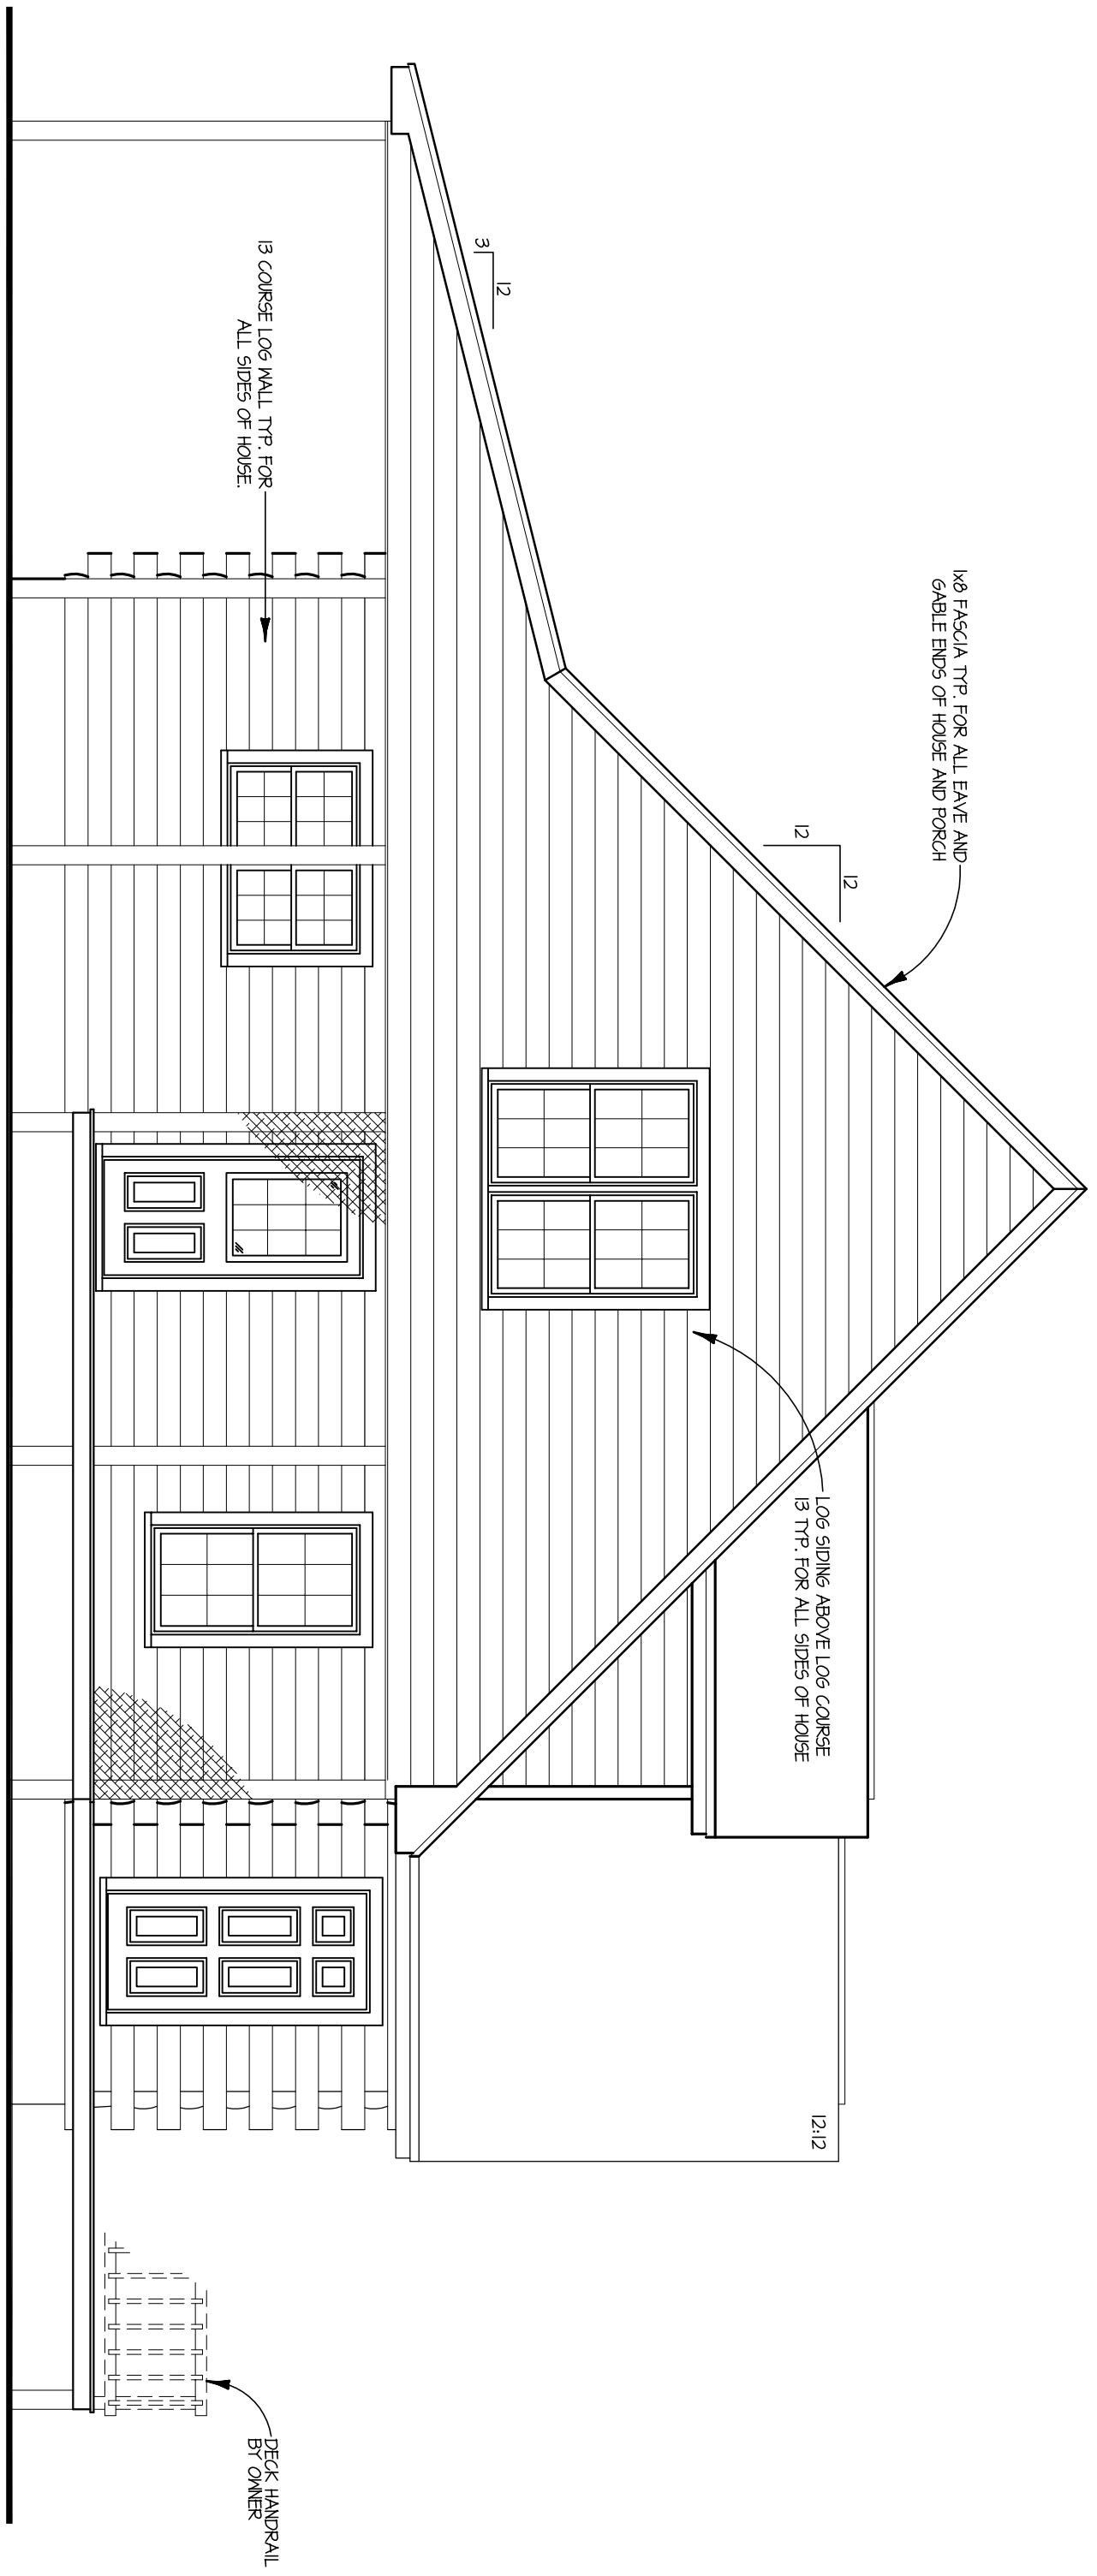 1x8 FASCIA TYP. FOR ALL EAVE AND
GABLE ENDS OF HOUSE AND PORCH
12
12
12
3
LOG SIDING ABOVE LOG COURSE
13 TYP. FOR ALL SIDES OF HOUSE
12:12
13 COURSE LOG WALL TYP. FOR
ALL SIDES OF HOUSE.
DECK HANDRAIL
BY OWNER